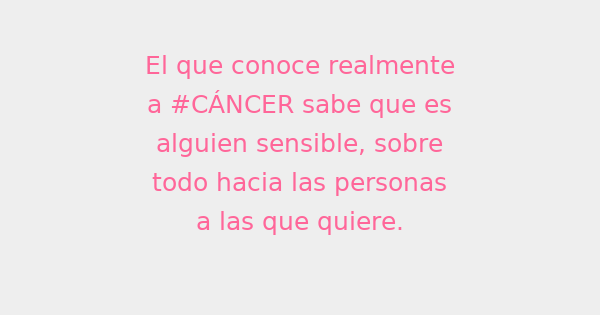 El que conoce realmente
a #CÁNCER sabe que es
alguien sensible, sobre
todo hacia las personas
a las que quiere.